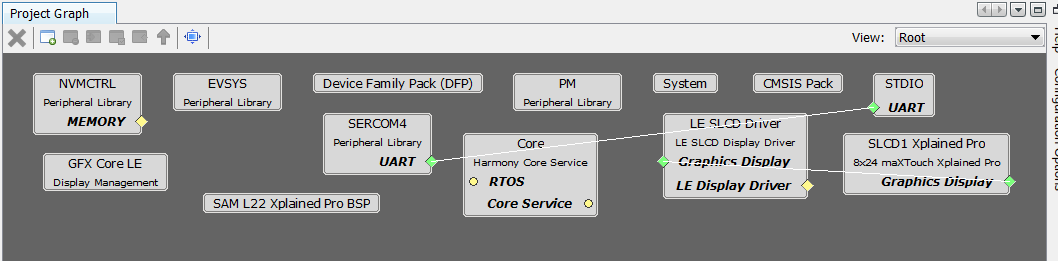 Project Graph
View: Root
NVMCTRL
Peripheral Library
MEMORY
EVSYS
Peripheral Library
Device Family Pack (DFP)
PM
Peripheral Library
System
CMSIS Pack
STDIO
UART
SERCOM4
Peripheral Library
UART
Core
Harmony Core Service
RTOS
Core Service
LE SLCD Driver
LE SLCD Display Driver
Graphics Display
LE Display Driver
SLCD1 Xplained Pro
8x24 maXTouch Xplained Pro
Graphics Display
GFX Core LE
Display Management
SAM L22 Xplained Pro BSP
Help
Configurator Options